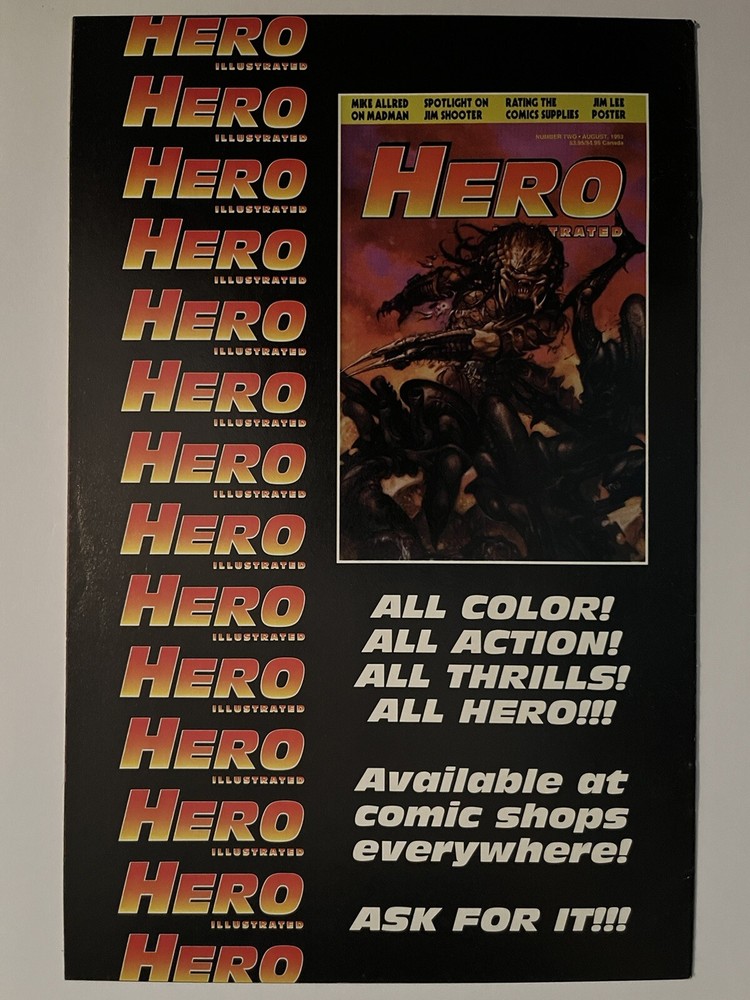 HERO
ILLUSTRATED
HERO
ILLUSTRATED
HERO
ILLUSTRATED
HERO
ILLUSTRATED
HERO
ILLUSTRATED
HERO
ILLUSTRATED
HERO
ILLUSTRATED
HERO
ILLUSTRATED
HERO
ILLUSTRATED
HERO
ILLUSTRATED
HERO
ILLUSTRATED
HERO
ILLUSTRATED
HERO
ILLUSTRATED
HERO
MIKE ALLRED ON MADMAN
SPOTLIGHT ON JIM SHOOTER
RATING THE COMICS SUPPLIES
JIM LEE POSTER
NUMBER TWO • AUGUST, 1993
Canada
HERO
TRATED
ALL COLOR!
ALL ACTION!
ALL THRILLS!
ALL HERO!!!
Available at
comic shops
everywhere!
ASK FOR IT!!!